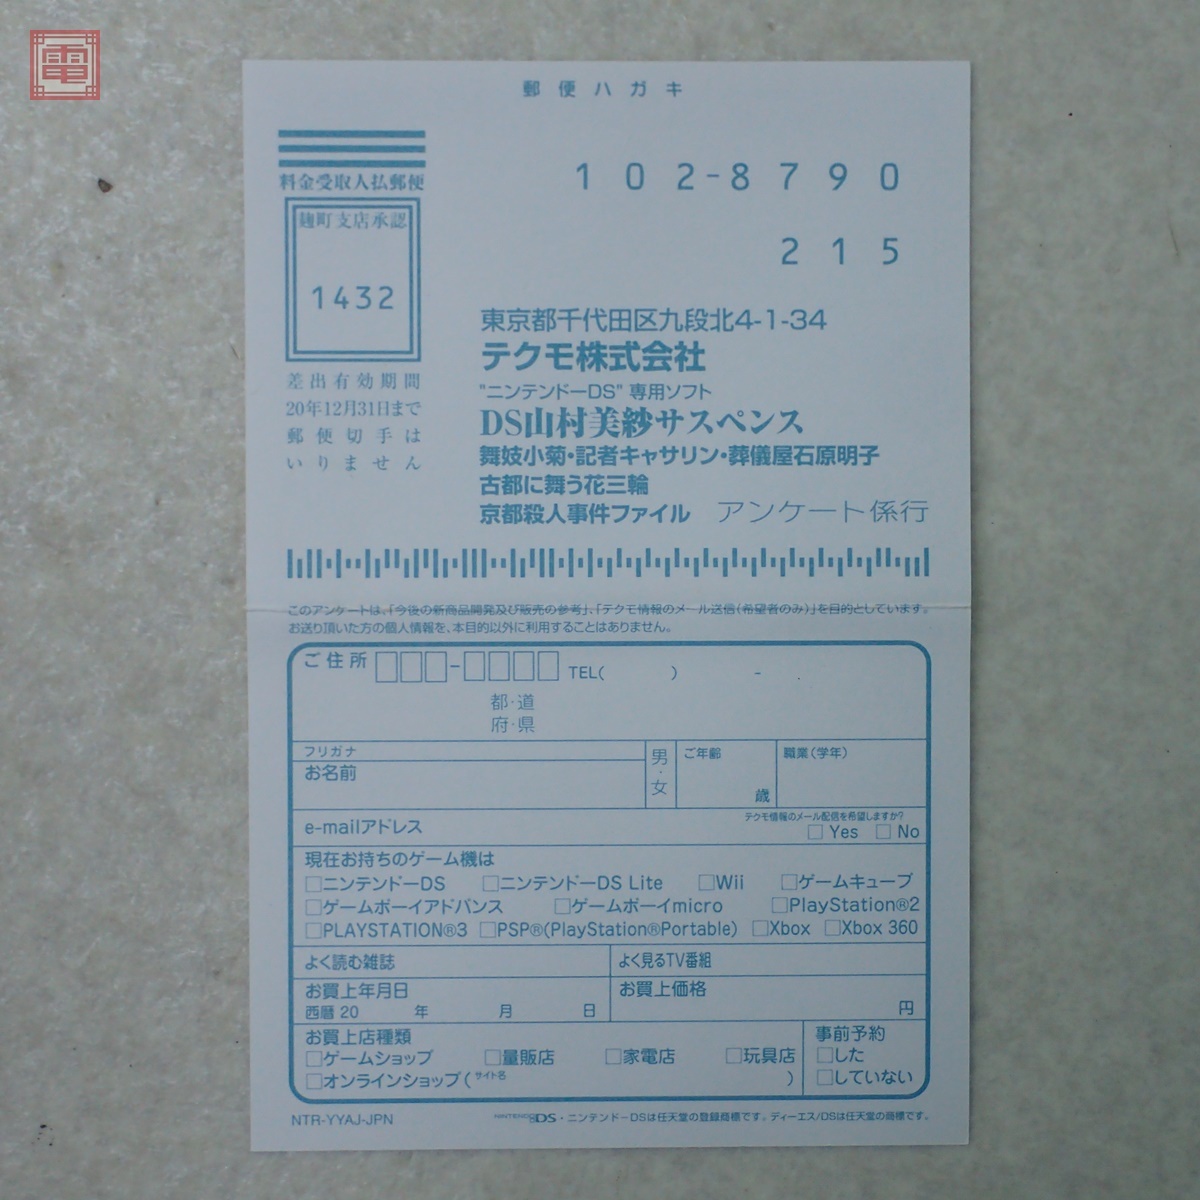 電
郵便ハガキ
料金受取人払郵便
麹町支店承認
1432
差出有効期間
20年12月31日まで
郵便切手は
いりません
102-8790
215
東京都千代田区九段北4-1-34
テクモ株式会社
"ニンテンドーDS" 専用ソフト
DS山村美紗サスペンス
舞妓小菊・記者キャサリン・葬儀屋石原明子
古都に舞う花三輪
京都殺人事件ファイル アンケート係行
このアンケートは、「今後の新商品開発及び販売の参考」、「テクモ情報のメール送信(希望者のみ)」を目的としています。
お送り頂いた方の個人情報を、本目的以外に利用することはありません。
ご住所 □□□-□□□□ TEL( ) -
都・道
府・県
フリガナ
お名前
男・女
ご年齢
歳
職業(学年)
e-mailアドレス
テクモ情報のメール配信を希望しますか?
□ Yes □ No
現在お持ちのゲーム機は
□ニンテンドーDS □ニンテンドーDS Lite □Wii □ゲームキューブ
□ゲームボーイアドバンス □ゲームボーイmicro □PlayStation®2
□PLAYSTATION®3 □PSP®(PlayStation®Portable) □Xbox □Xbox 360
よく読む雑誌 よく見るTV番組
お買上年月日 お買上価格
西暦 20 年 月 日 円
お買上店種類
□ゲームショップ □量販店 □家電店 □玩具店
□オンラインショップ(サイト名 )
事前予約
□した
□していない
NTR-YYAJ-JPN
NINTENDODS・ニンテンドーDSは任天堂の登録商標です。ディーエス/DSは任天堂の商標です。